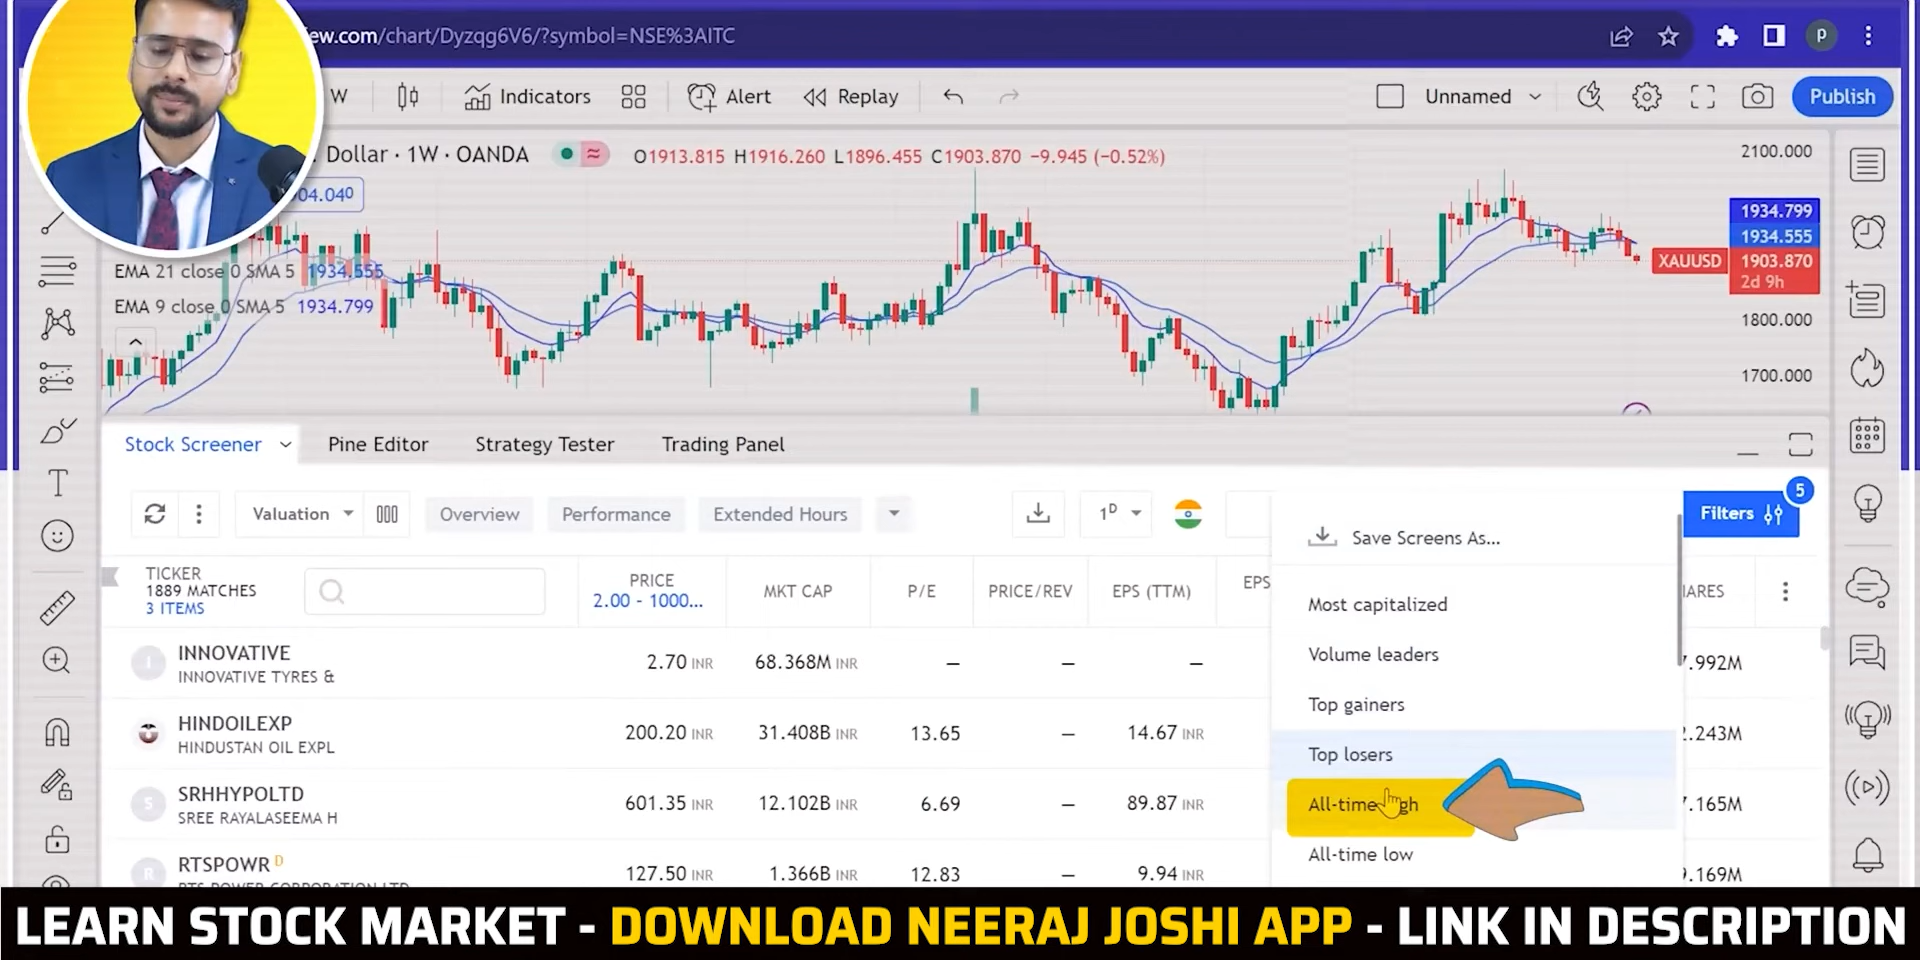 ew.com/chart/Dyzqg6V6/?symbol=NSE%3AITC
P
W
Indicators
Alert
Replay
Unnamed
Publish
Dollar · 1W · OANDA
O1913.815 H1916.260 L1896.455 C1903.870 −9.945 (−0.52%)
2100.000
04.040
1934.799
1934.555
XAUUSD
1903.870
2d 9h
EMA 21 close 0 SMA 5 1934.555
EMA 9 close 0 SMA 5 1934.799
1800.000
1700.000
Stock Screener
Pine Editor
Strategy Tester
Trading Panel
5
Valuation
Overview
Performance
Extended Hours
1D
Filters
Save Screens As...
TICKER
1889 MATCHES
3 ITEMS
PRICE
2.00 - 1000...
MKT CAP
P/E
PRICE/REV
EPS (TTM)
EPS
ARES
Most capitalized
Volume leaders
Top gainers
Top losers
All-time
All-time low
I
INNOVATIVE
INNOVATIVE TYRES &
2.70 INR
68.368M INR
—
—
—
7.992M
HINDOILEXP
HINDUSTAN OIL EXPL
200.20 INR
31.408B INR
13.65
—
14.67 INR
2.243M
S
SRHHYPOLTD
SREE RAYALASEEMA H
601.35 INR
12.102B INR
6.69
—
89.87 INR
7.165M
R
RTSPOWR D
RTS POWER CORPORATION LTD
127.50 INR
1.366B INR
12.83
—
9.94 INR
9.169M
LEARN STOCK MARKET - DOWNLOAD NEERAJ JOSHI APP - LINK IN DESCRIPTION